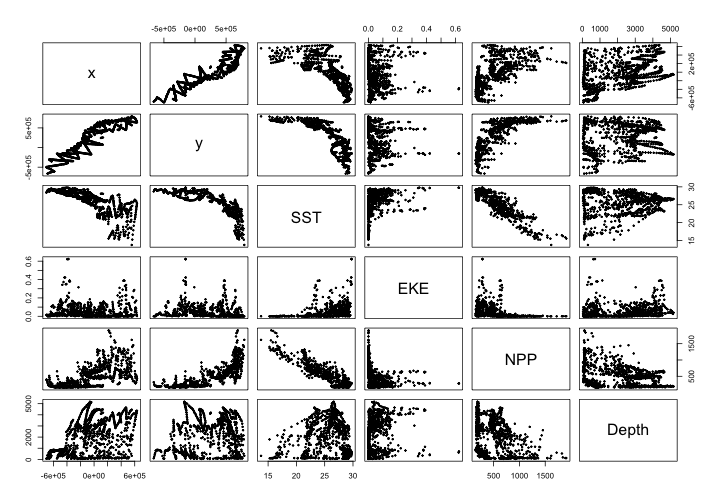 -5e+05 0e+00 5e+05 0.0 0.2 0.4 0.6 0 1000 3000 5000
x -6e+05 2e+05
-5e+05 5e+05 y
SST 15 20 25 30
0.0 0.2 0.4 0.6 EKE
NPP 500 1500
0 2000 5000 Depth
-6e+05 0e+00 6e+05 15 20 25 30 500 1000 1500